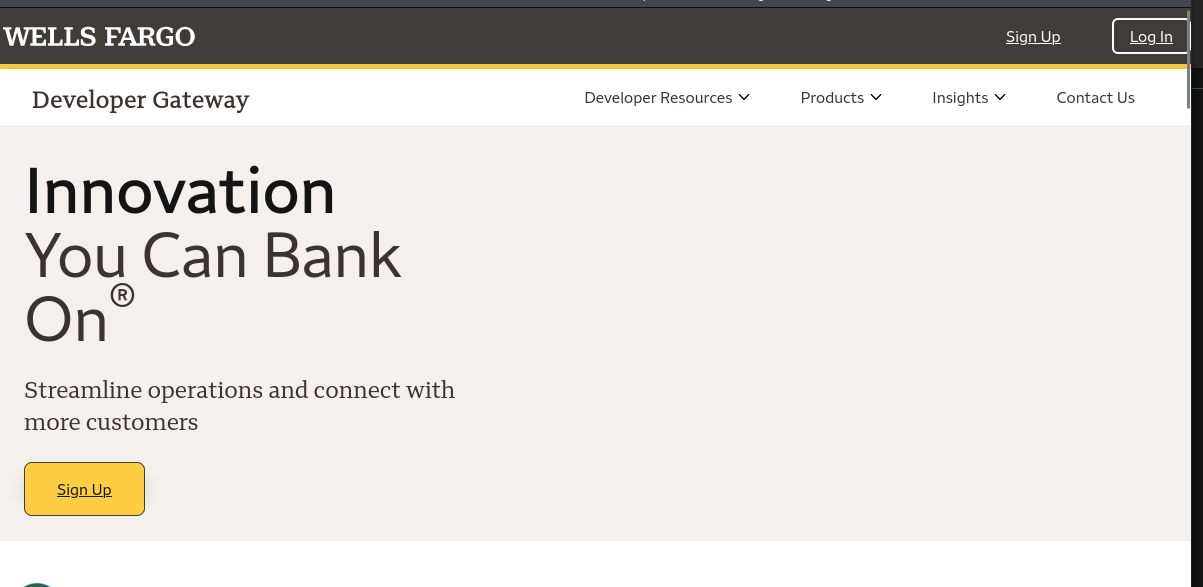 WELLS FARGO
Sign Up
Log In
Developer Gateway
Developer Resources
Products
Insights
Contact Us
Innovation
You Can Bank
On®
Streamline operations and connect with
more customers
Sign Up